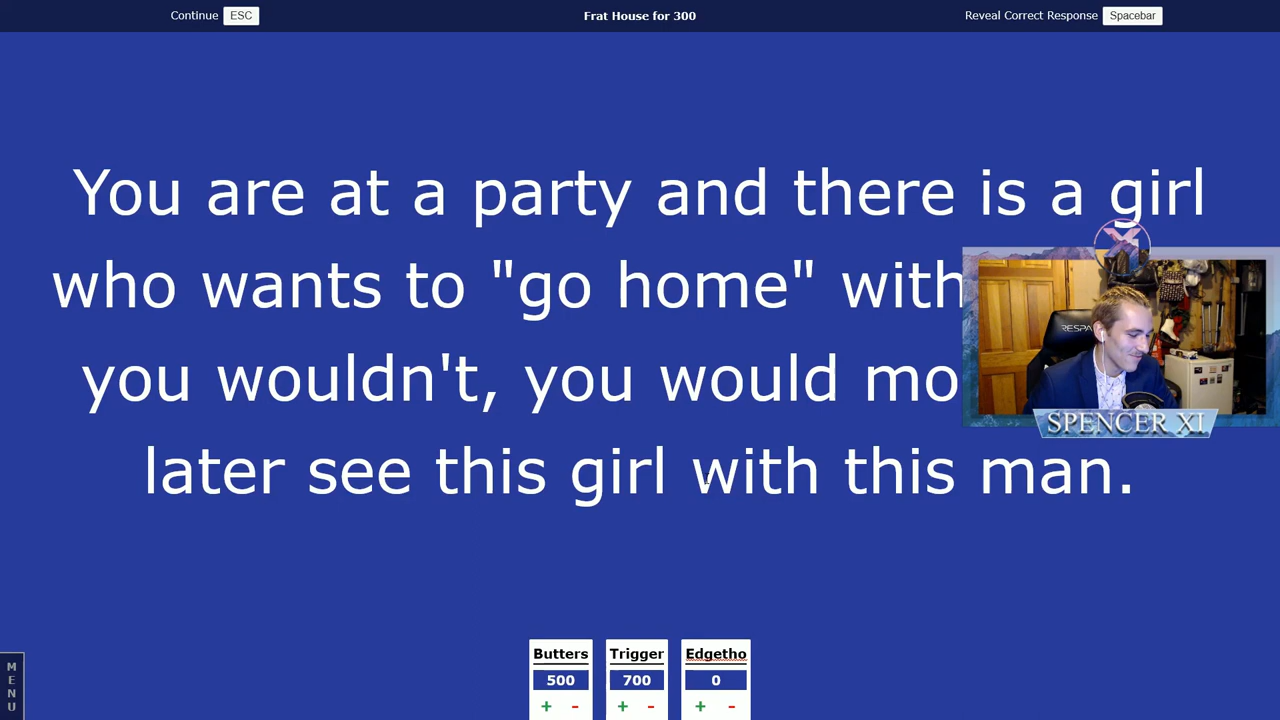 Continue ESC
Frat House for 300
Reveal Correct Response Spacebar
You are at a party and there is a girl
who wants to "go home" with
you wouldn't, you would mo
later see this girl with this man.
RESPA
SPENCER XI
MENU
Butters Trigger Edgetho
500 700 0
+ - + - + -